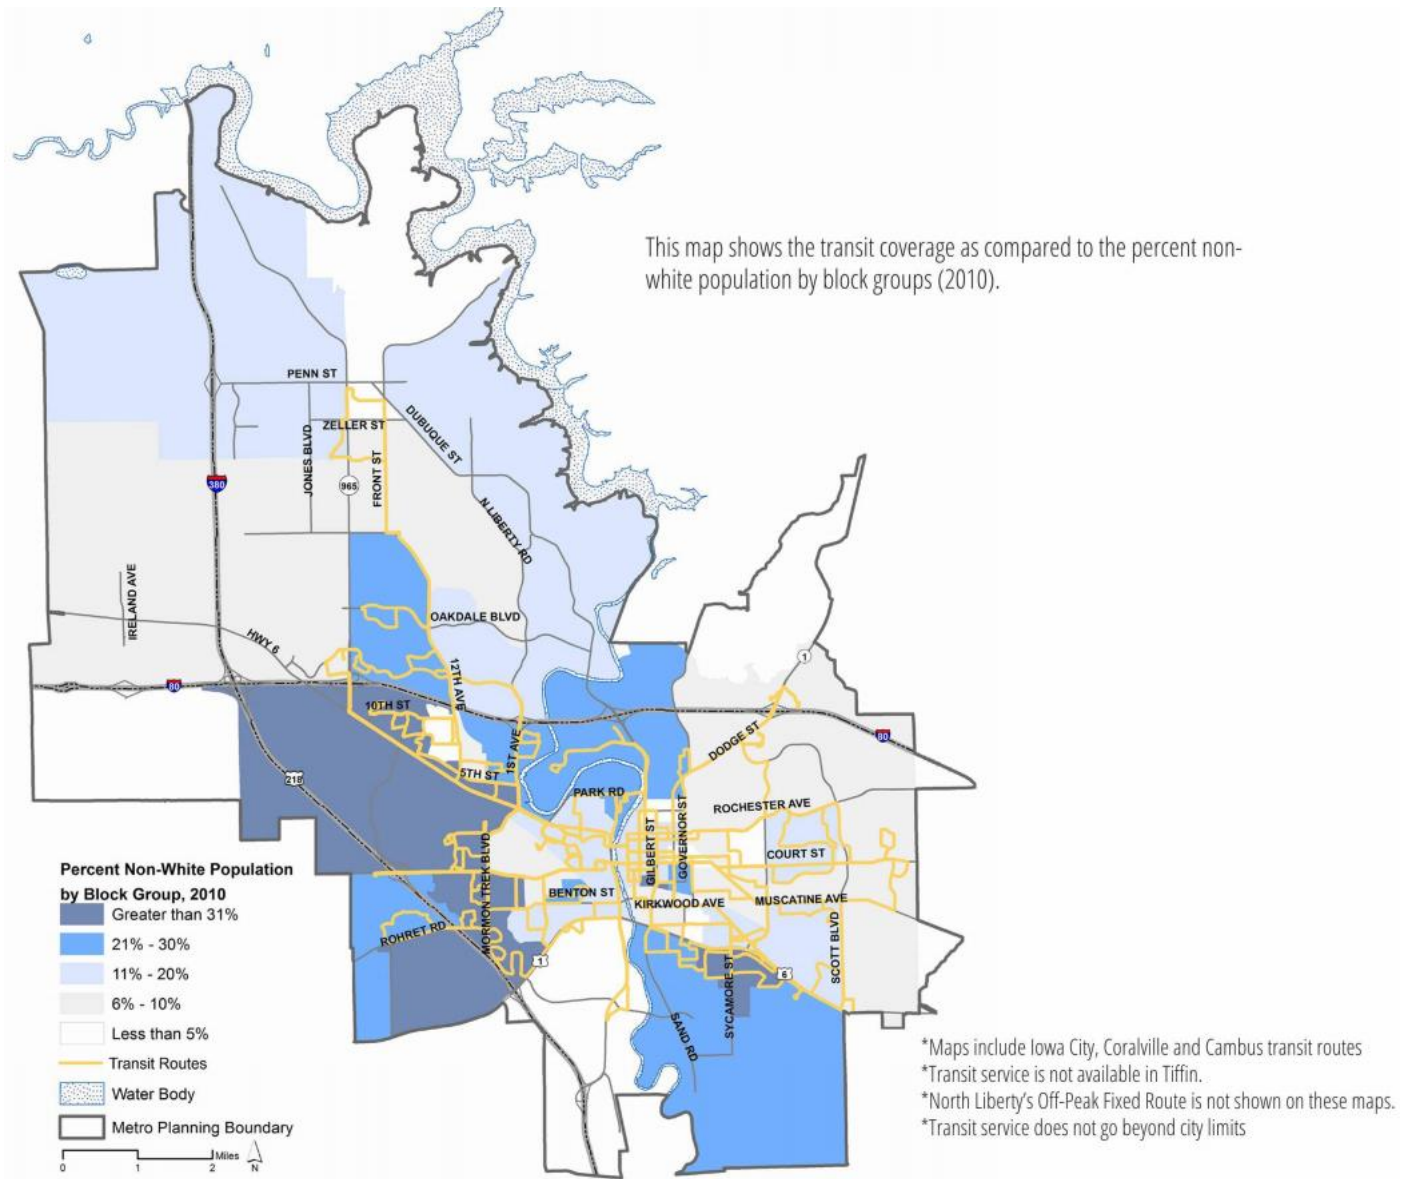 This map shows the transit coverage as compared to the percent non-
white population by block groups (2010).
PENN ST
ZELLER ST
DUBUQUE ST
JONES BLVD
FRONT ST
965
380
N LIBERTY RD
IRELAND AVE
OAKDALE BLVD
HWY 6
1
12TH AVE
80
10TH ST
DODGE ST
80
1ST AVE
218
5TH ST
PARK RD
ROCHESTER AVE
GILBERT ST
GOVERNOR ST
MORMON TREK BLVD
COURT ST
BENTON ST
KIRKWOOD AVE
MUSCATINE AVE
ROHRET RD
SCOTT BLVD
1
6
SYCAMORE ST
SAND RD
Percent Non-White Population
by Block Group, 2010
Greater than 31%
21% - 30%
11% - 20%
6% - 10%
Less than 5%
Transit Routes
Water Body
Metro Planning Boundary
Miles
0 1 2 N
*Maps include Iowa City, Coralville and Cambus transit routes
*Transit service is not available in Tiffin.
*North Liberty's Off-Peak Fixed Route is not shown on these maps.
*Transit service does not go beyond city limits